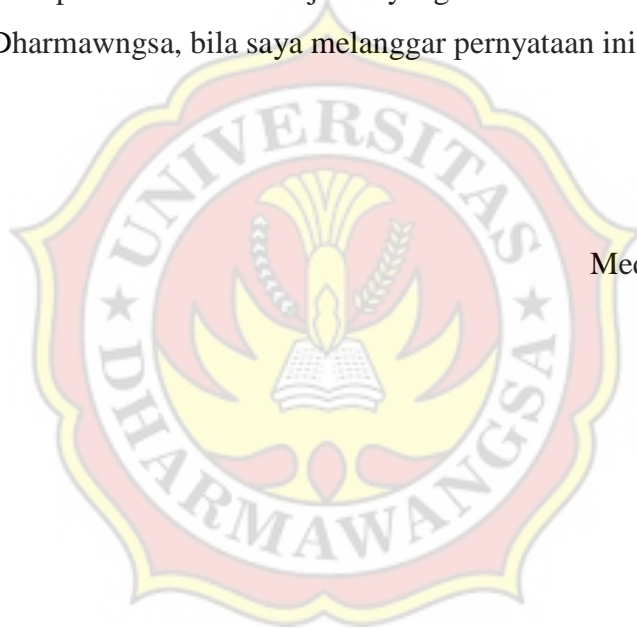 Dharmawngsa, bila saya melanggar pernyataan ini
UNIVERSITAS
Med
★ DHARMAWANGSA ★